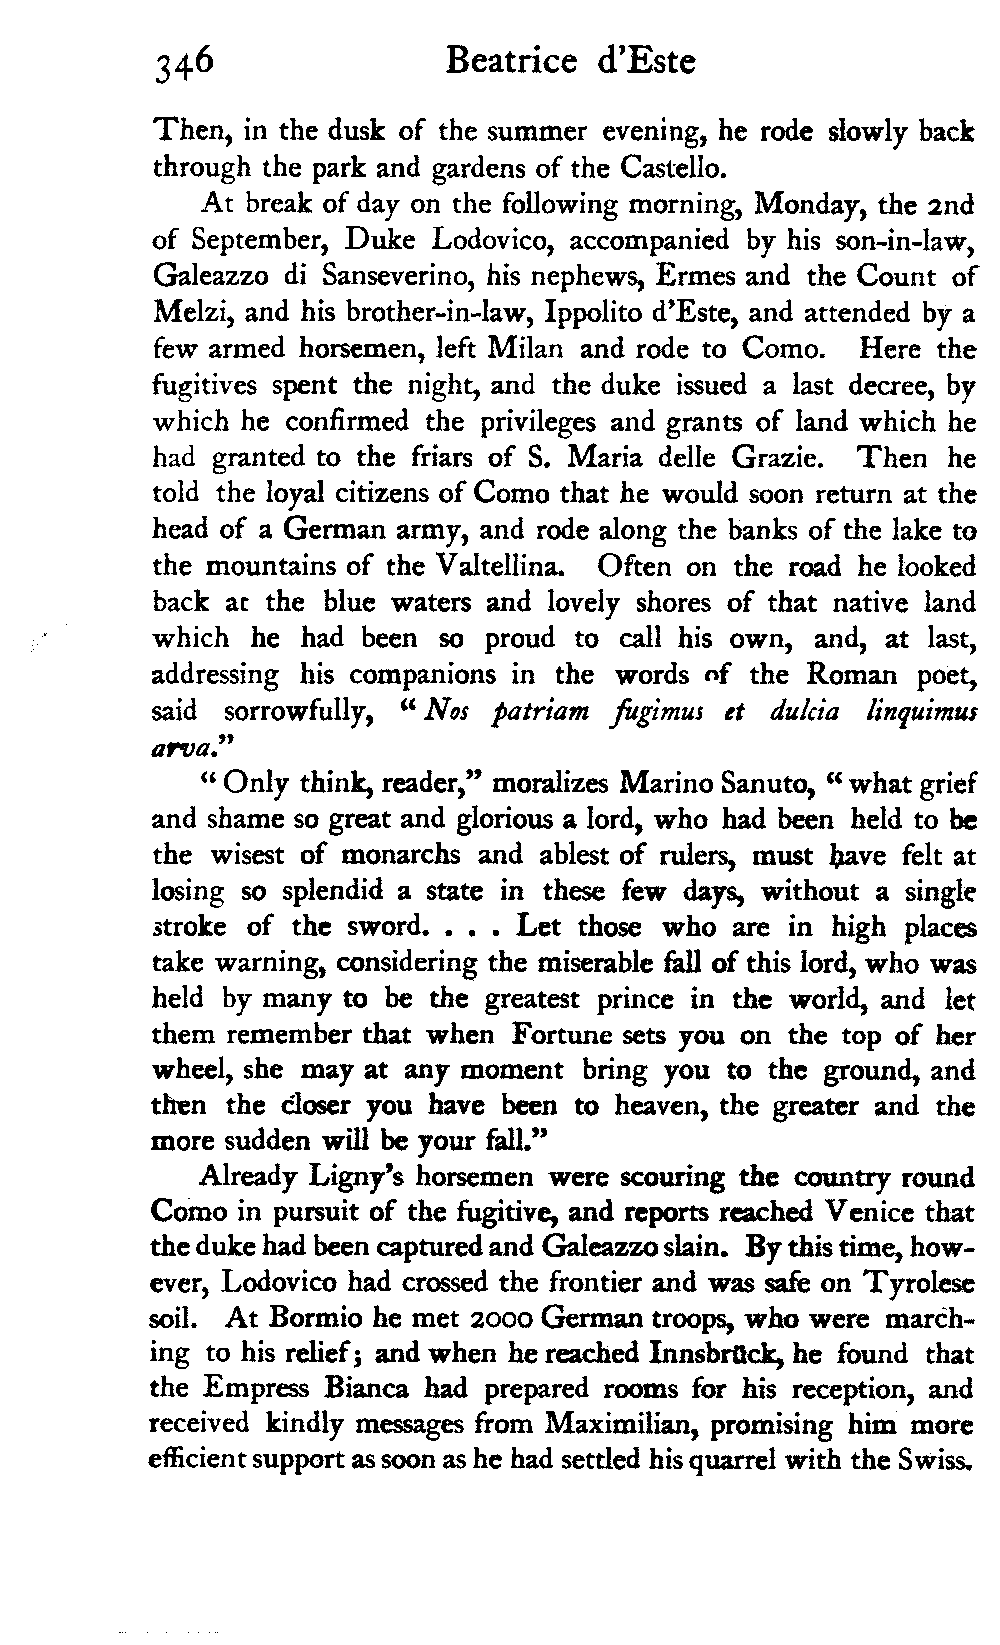 346 Beatrice d'Este
Then, in the dusk of the summer evening, he rode slowly back
through the park and gardens of the Castello.
At break of day on the following morning, Monday, the 2nd
of September, Duke Lodovico, accompanied by his son-in-law,
Galeazzo di Sanseverino, his nephews, Ermes and the Count of
Melzi, and his brother-in-law, Ippolito d'Este, and attended by a
few armed horsemen, left Milan and rode to Como. Here the
fugitives spent the night, and the duke issued a last decree, by
which he confirmed the privileges and grants of land which he
had granted to the friars of S. Maria delle Grazie. Then he
told the loyal citizens of Como that he would soon return at the
head of a German army, and rode along the banks of the lake to
the mountains of the Valtellina. Often on the road he looked
back at the blue waters and lovely shores of that native land
which he had been so proud to call his own, and, at last,
addressing his companions in the words of the Roman poet,
said sorrowfully, "Nos patriam fugimus et dulcia linquimus
arva."
"Only think, reader," moralizes Marino Sanuto, "what grief
and shame so great and glorious a lord, who had been held to be
the wisest of monarchs and ablest of rulers, must have felt at
losing so splendid a state in these few days, without a single
stroke of the sword. . . . Let those who are in high places
take warning, considering the miserable fall of this lord, who was
held by many to be the greatest prince in the world, and let
them remember that when Fortune sets you on the top of her
wheel, she may at any moment bring you to the ground, and
then the closer you have been to heaven, the greater and the
more sudden will be your fall."
Already Ligny's horsemen were scouring the country round
Como in pursuit of the fugitive, and reports reached Venice that
the duke had been captured and Galeazzo slain. By this time, how-
ever, Lodovico had crossed the frontier and was safe on Tyrolese
soil. At Bormio he met 2000 German troops, who were march-
ing to his relief; and when he reached Innsbrück, he found that
the Empress Bianca had prepared rooms for his reception, and
received kindly messages from Maximilian, promising him more
efficient support as soon as he had settled his quarrel with the Swiss.